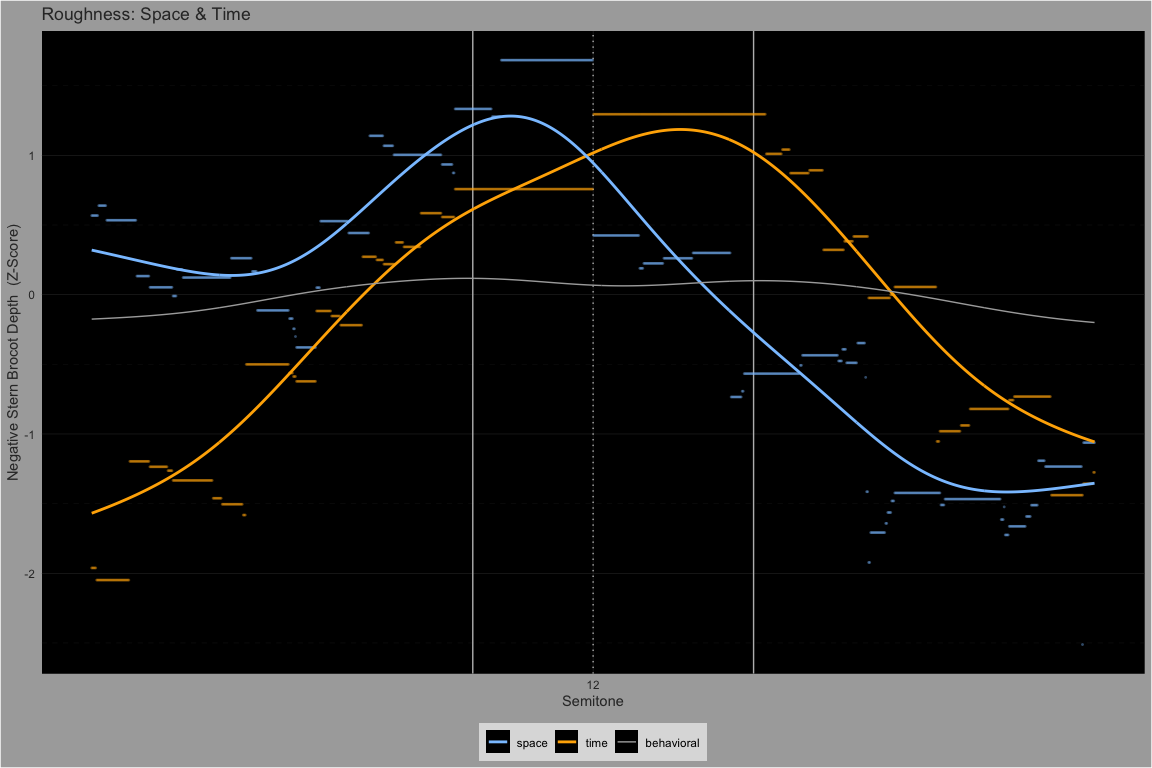 Roughness: Space & Time
Negative Stern Brocot Depth (Z-Score)
1
0
-1
-2
12
Semitone
space
time
behavioral